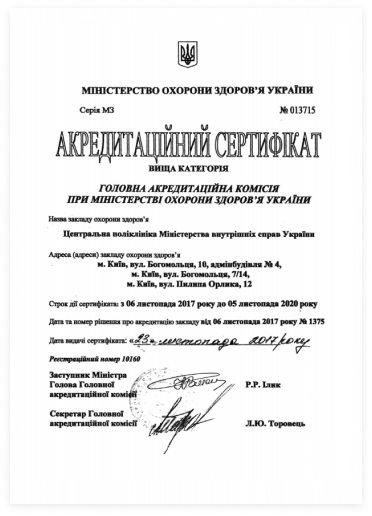 МІНІСТЕРСТВО ОХОРОНИ ЗДОРОВ'Я УКРАЇНИ
Серія МЗ № 013715
АКРЕДИТАЦІЙНИЙ СЕРТИФІКАТ
ВИЩА КАТЕГОРІЯ
ГОЛОВНА АКРЕДИТАЦІЙНА КОМІСІЯ
ПРИ МІНІСТЕРСТВІ ОХОРОНИ ЗДОРОВ'Я УКРАЇНИ
Назва закладу охорони здоров'я
Центральна поліклініка Міністерства внутрішніх справ України
Адреса (адреси) закладу охорони здоров'я
м. Київ, вул. Богомольця, 10, адмінбудівля № 4,
м. Київ, вул. Богомольця, 7/14,
м. Київ, вул. Пилипа Орлика, 12
Строк дії сертифіката: з 06 листопада 2017 року до 05 листопада 2020 року
Дата та номер рішення про акредитацію закладу від 06 листопада 2017 року № 1375
Дата видачі сертифіката: «23» листопада 2017 року
Реєстраційний номер 10160
Заступник Міністра
Голова Головної
акредитаційної комісії Р.Р. Ілик
Секретар Головної
акредитаційної комісії Л.Ю. Торовець